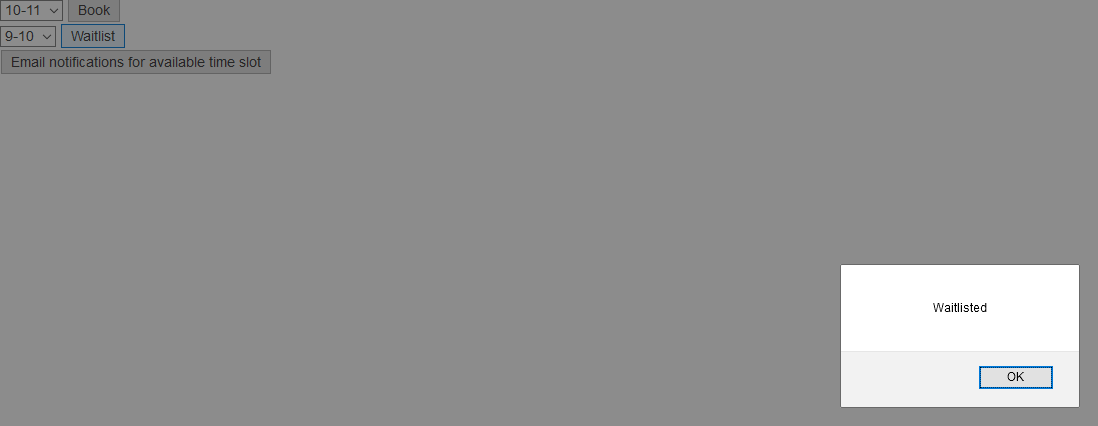 10-11 Book
9-10 Waitlist
Email notifications for available time slot
Waitlisted
OK